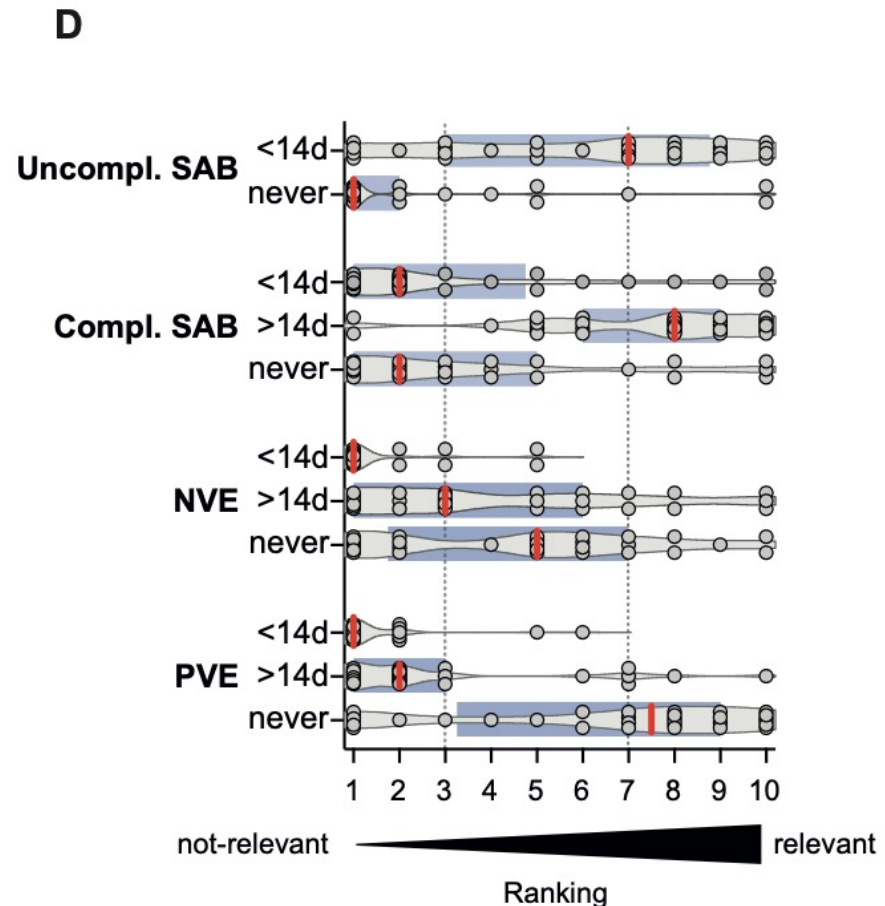 D
Uncompl. SAB
<14d
never
Compl. SAB
<14d
>14d
never
NVE
<14d
>14d
never
PVE
<14d
>14d
never
1 2 3 4 5 6 7 8 9 10
not-relevant relevant
Ranking